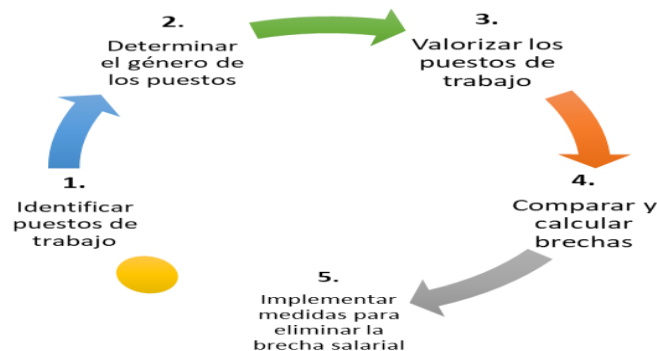 1.
Identificar
puestos de
trabajo
2.
Determinar
el género de
los puestos
3.
Valorizar los
puestos de
trabajo
4.
Comparar y
calcular
brechas
5.
Implementar
medidas para
eliminar la
brecha salarial